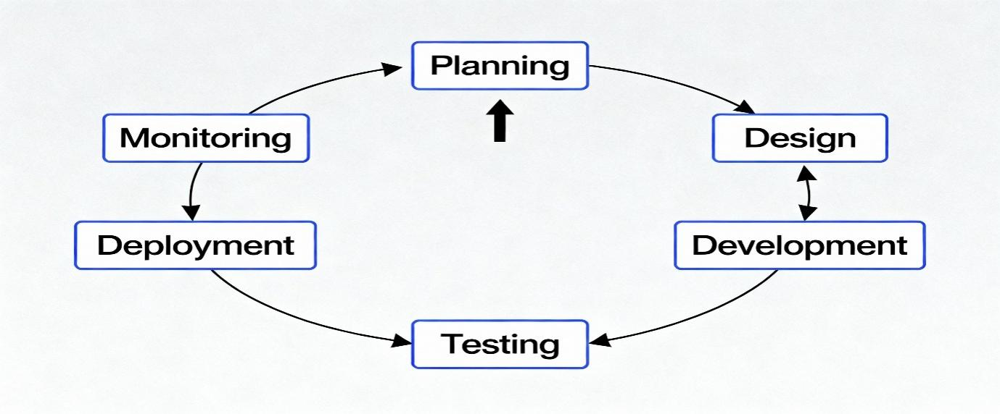 Planning
Monitoring
Design
Deployment
Development
Testing